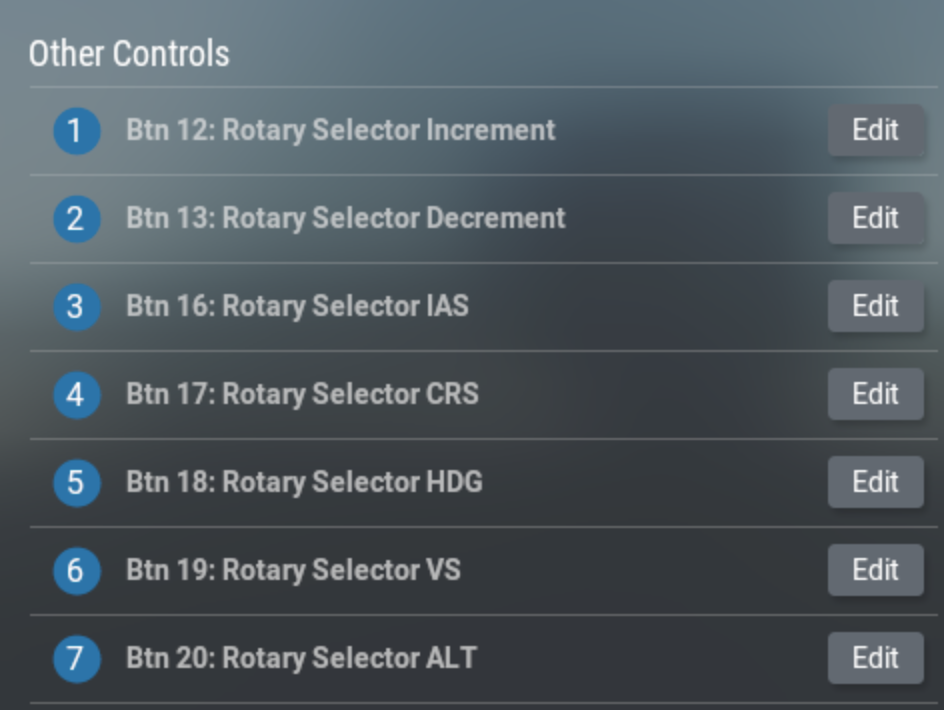 Other Controls
1 Btn 12: Rotary Selector Increment Edit
2 Btn 13: Rotary Selector Decrement Edit
3 Btn 16: Rotary Selector IAS Edit
4 Btn 17: Rotary Selector CRS Edit
5 Btn 18: Rotary Selector HDG Edit
6 Btn 19: Rotary Selector VS Edit
7 Btn 20: Rotary Selector ALT Edit